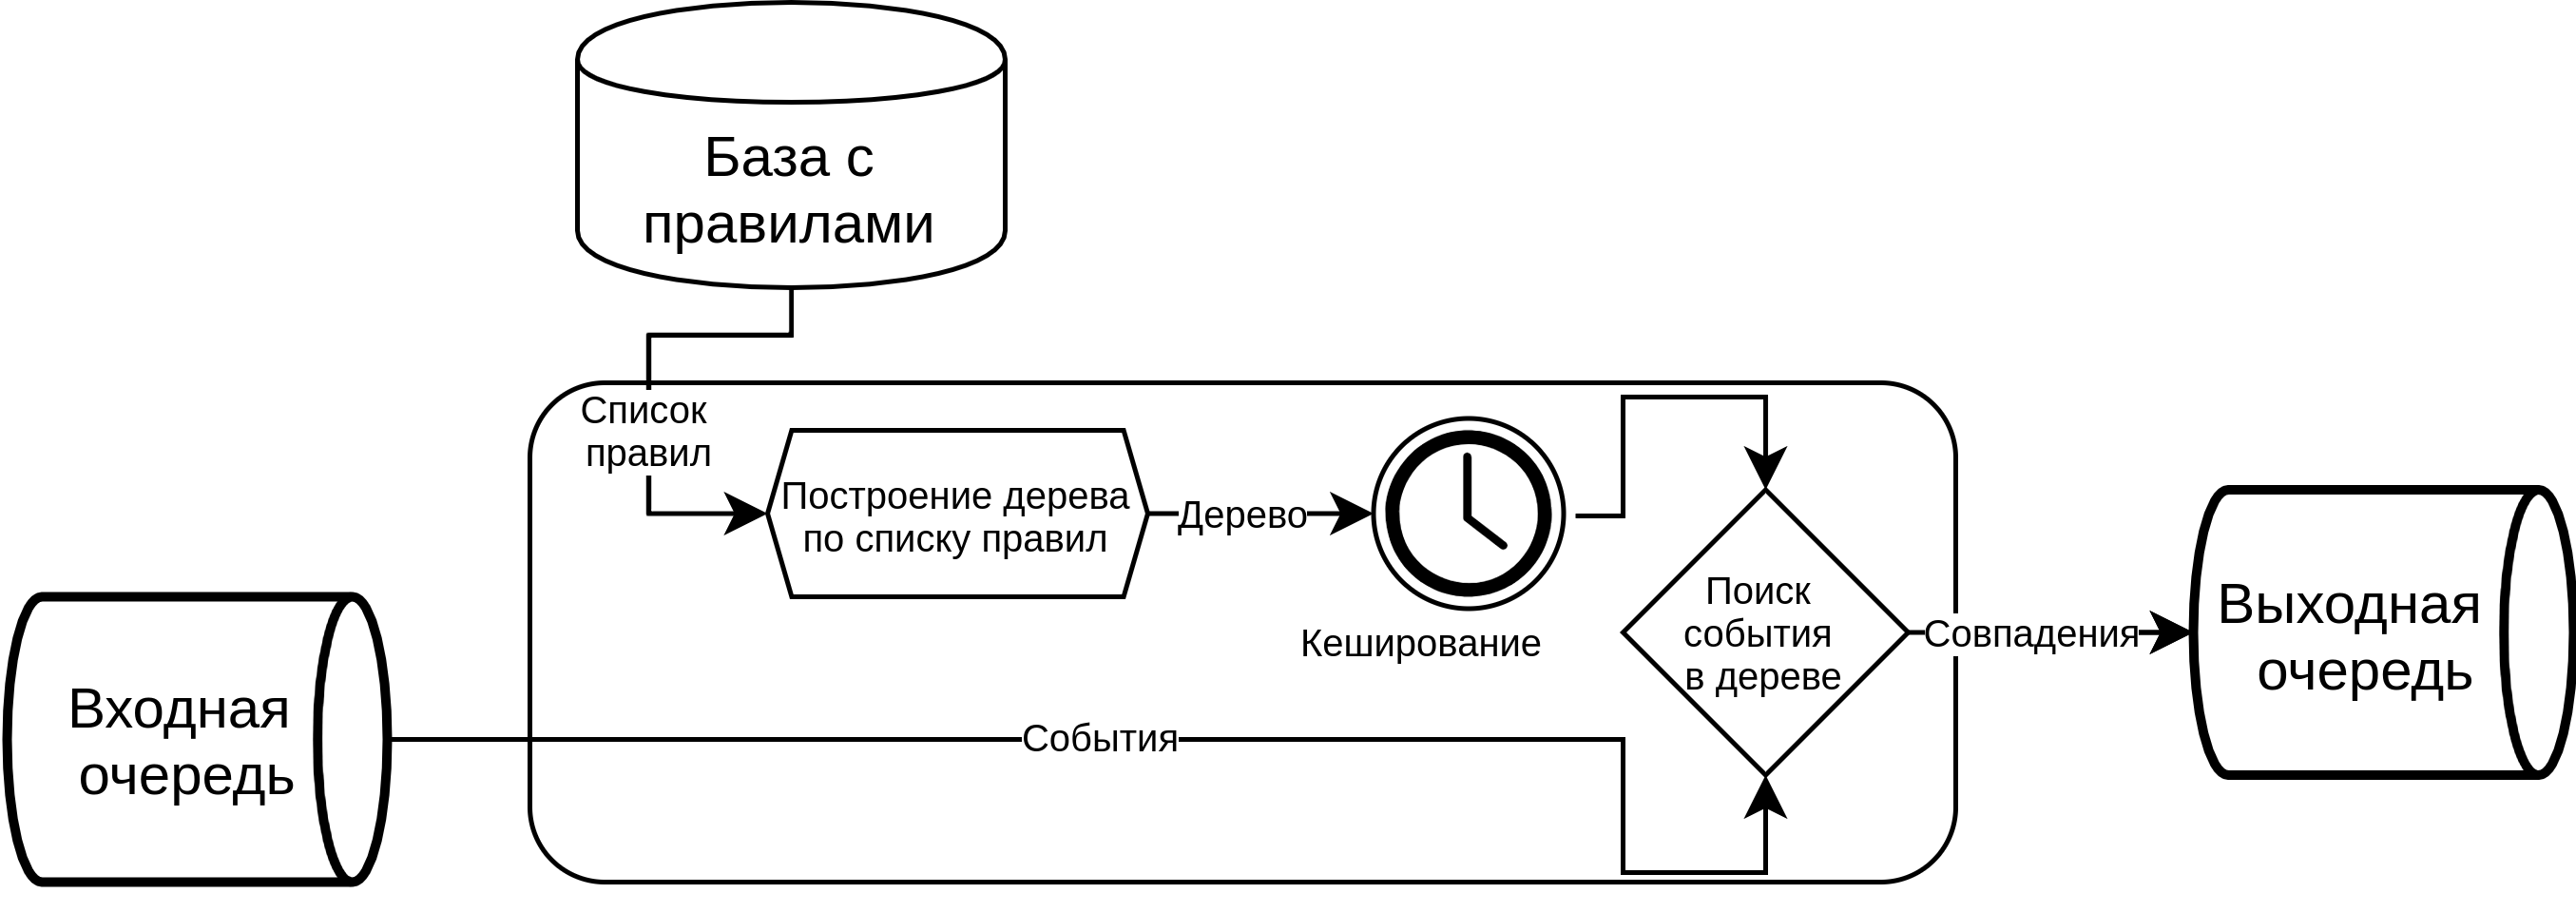 База с
правилами
Список
правил
Построение дерева
по списку правил
Дерево
Кеширование
Поиск
события
в дереве
Совпадения
Выходная
очередь
Входная
очередь
События